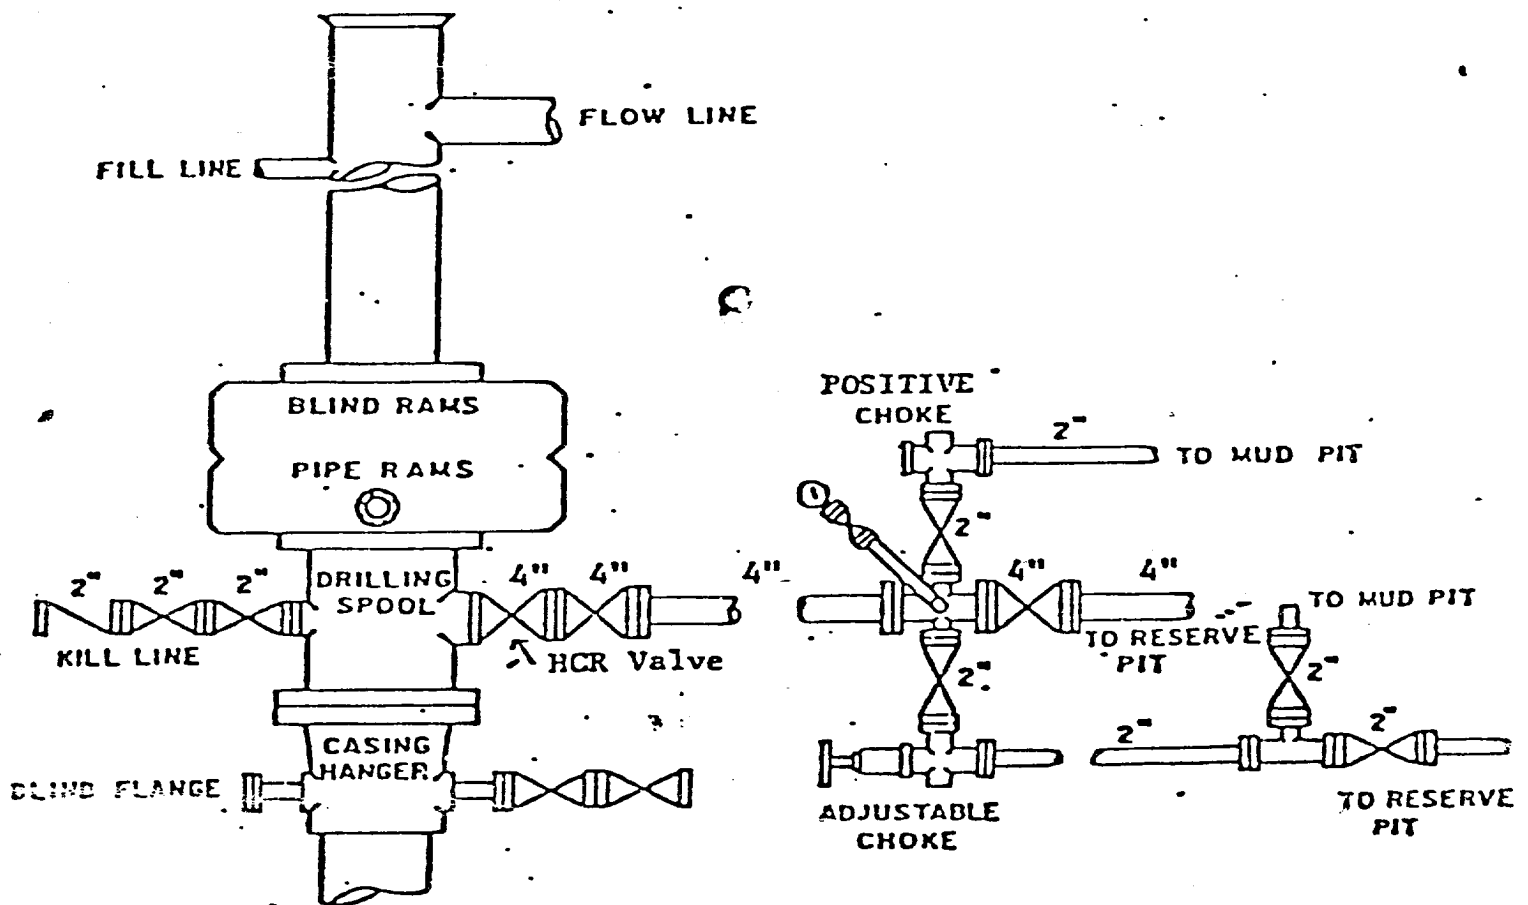 FLOW LINE
FILL LINE
BLIND RAMS
PIPE RAMS
POSITIVE
CHOKE
2"
TO MUD PIT
2"
2" 2" 2"
DRILLING
SPOOL
4" 4" 4"
4" 4"
KILL LINE
HCR Valve
TO RESERVE
PIT
TO MUD PIT
2"
2"
CASING
HANGER
BLIND FLANGE
2" 2"
ADJUSTABLE
CHOKE
TO RESERVE
PIT